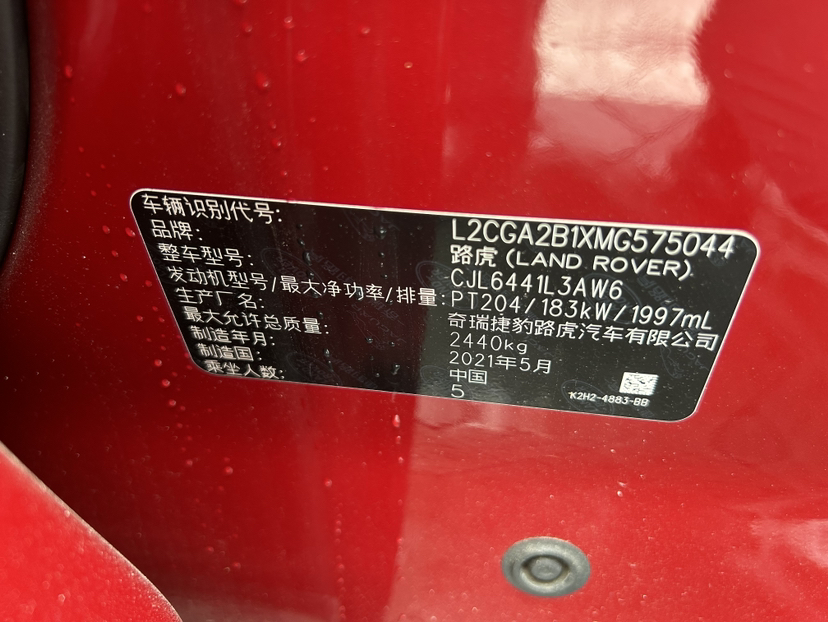 车辆识别代号: L2CGA2B1XMG575044
品牌: 路虎 (LAND ROVER)
整车型号: CJL6441L3AW6
发动机型号/最大净功率/排量: PT204/183kW/1997mL
生产厂名: 奇瑞捷豹路虎汽车有限公司
最大允许总质量: 2440kg
制造年月: 2021年5月
制造国: 中国
乘坐人数: 5
K2H2-4883-BB